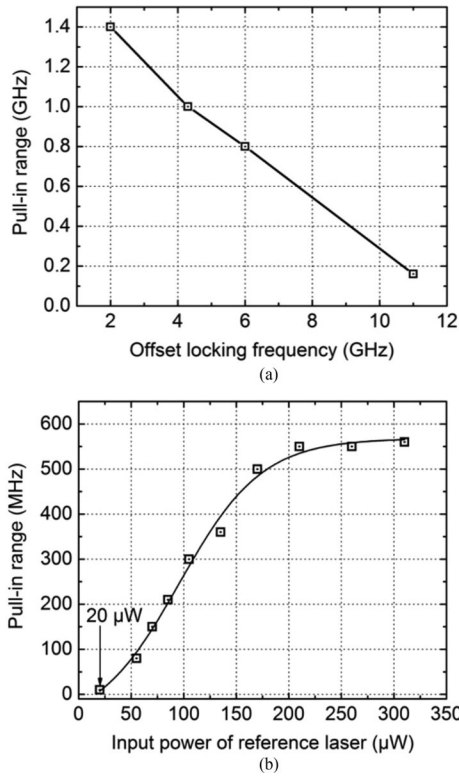 1.4
1.2
1.0
0.8
0.6
0.4
0.2
0.0
Pull-in range (GHz)
2 4 6 8 10 12
Offset locking frequency (GHz)
(a)
600
500
400
300
200
100
0
Pull-in range (MHz)
20 µW
0 50 100 150 200 250 300 350
Input power of reference laser (µW)
(b)